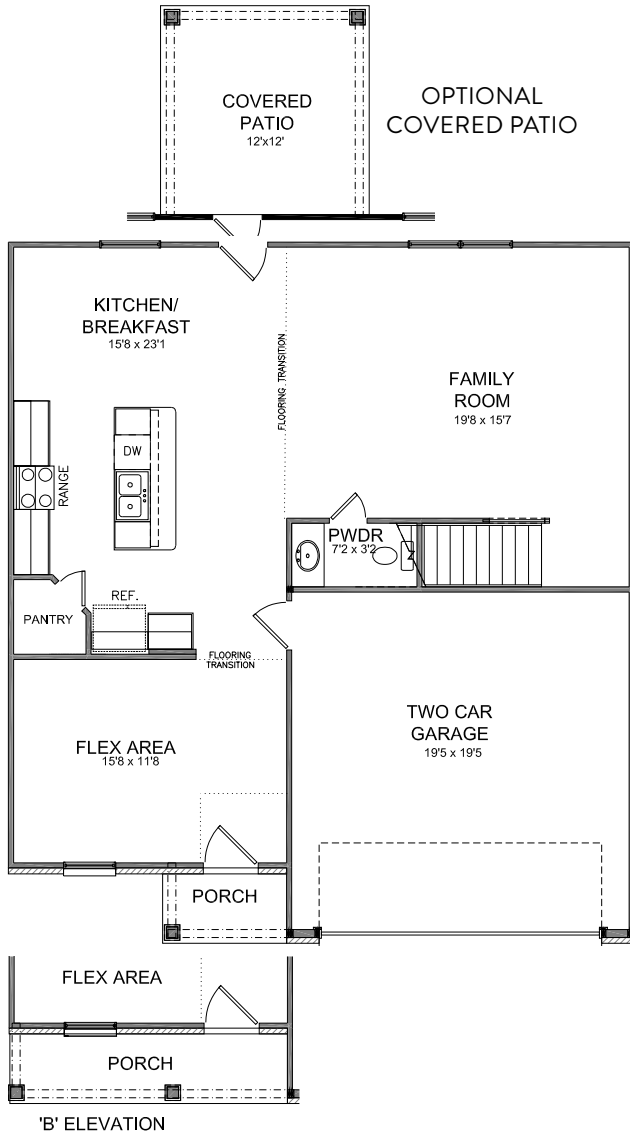 COVERED
PATIO
12'x12'
OPTIONAL
COVERED PATIO
KITCHEN/
BREAKFAST
15'8 x 23'1
FLOORING TRANSITION
FAMILY
ROOM
19'8 x 15'7
DW
RANGE
PWDR
7'2 x 3'2
REF.
PANTRY
FLOORING
TRANSITION
TWO CAR
GARAGE
19'5 x 19'5
FLEX AREA
15'8 x 11'8
PORCH
FLEX AREA
PORCH
'B' ELEVATION